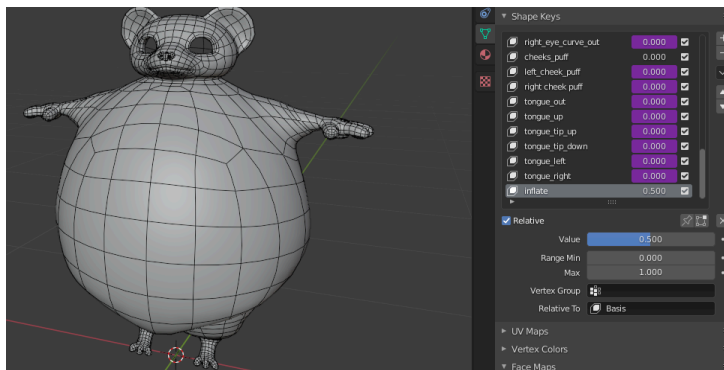 Shape Keys
right_eye_curve_out 0.000
cheeks_puff 0.000
left_cheek_puff 0.000
right cheek puff 0.000
tongue_out 0.000
tongue_up 0.000
tongue_tip_up 0.000
tongue_tip_down 0.000
tongue_left 0.000
tongue_right 0.000
inflate 0.500
Relative
Value 0.500
Range Min 0.000
Max 1.000
Vertex Group
Relative To Basis
UV Maps
Vertex Colors
Face Maps